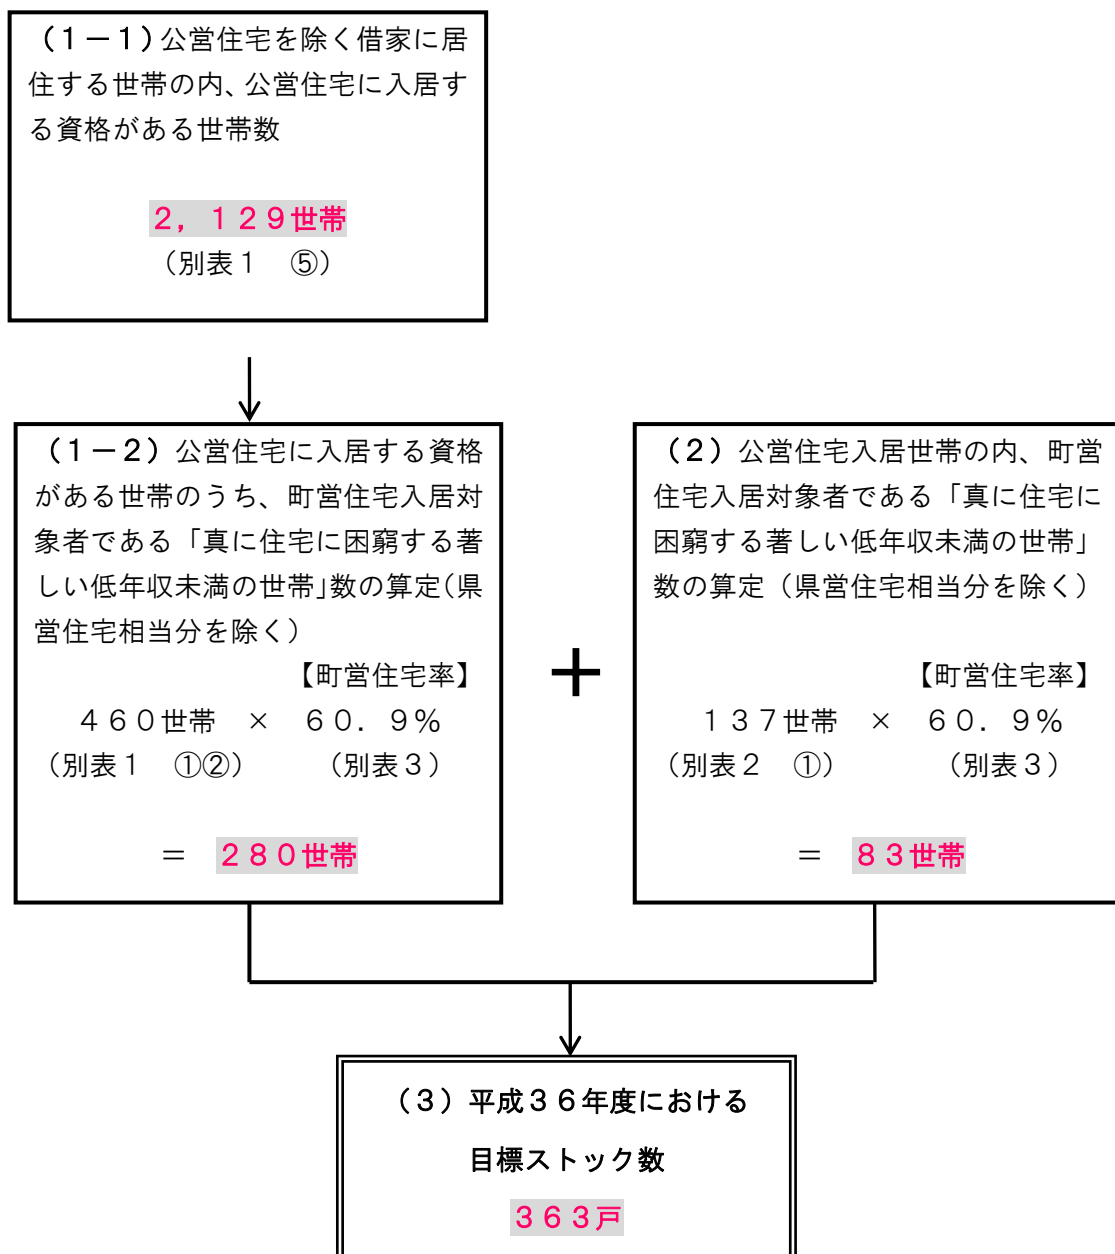 （１－１）公営住宅を除く借家に居
住する世帯の内、公営住宅に入居す
る資格がある世帯数
２，１２９世帯
（別表１　⑤）
（１－２）公営住宅に入居する資格
がある世帯のうち、町営住宅入居対
象者である「真に住宅に困窮する著
しい低年収未満の世帯」数の算定（県
営住宅相当分を除く）
【町営住宅率】
４６０世帯　×　６０．９％
（別表１　①②）　　（別表３）
＝　２８０世帯
＋
（２）公営住宅入居世帯の内、町営
住宅入居対象者である「真に住宅に
困窮する著しい低年収未満の世帯」
数の算定（県営住宅相当分を除く）
【町営住宅率】
１３７世帯　×　６０．９％
（別表２　①）　　（別表３）
＝　８３世帯
（３）平成３６年度における
目標ストック数
３６３戸